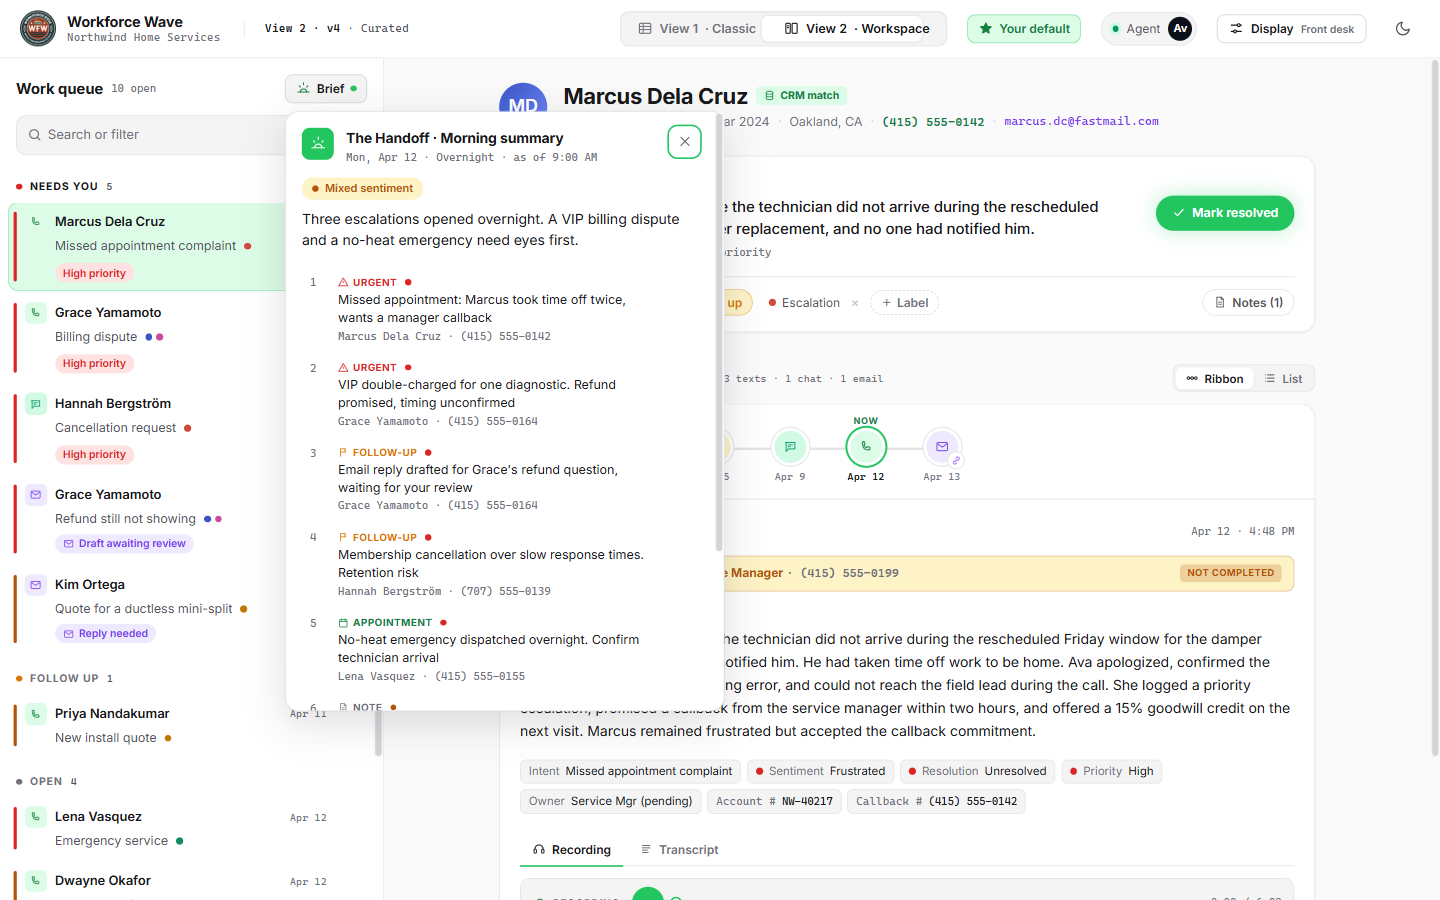 Workforce Wave
Northwind Home Services
View 2 · v4 · Curated
View 1 · Classic
View 2 · Workspace
Your default
Agent Av
Display Front desk
Work queue 10 open
Brief
Search or filter
NEEDS YOU 5
Marcus Dela Cruz
Missed appointment complaint
High priority
Grace Yamamoto
Billing dispute
High priority
Hannah Bergström
Cancellation request
High priority
Grace Yamamoto
Refund still not showing
Draft awaiting review
Kim Ortega
Quote for a ductless mini-split
Reply needed
FOLLOW UP 1
Priya Nandakumar
Apr 11
New install quote
OPEN 4
Lena Vasquez
Apr 12
Emergency service
Dwayne Okafor
Apr 12
The Handoff · Morning summary
Mon, Apr 12 · Overnight · as of 9:00 AM
Mixed sentiment
Three escalations opened overnight. A VIP billing dispute
and a no-heat emergency need eyes first.
1 URGENT
Missed appointment: Marcus took time off twice,
wants a manager callback
Marcus Dela Cruz · (415) 555-0142
2 URGENT
VIP double-charged for one diagnostic. Refund
promised, timing unconfirmed
Grace Yamamoto · (415) 555-0164
3 FOLLOW-UP
Email reply drafted for Grace's refund question,
waiting for your review
Grace Yamamoto · (415) 555-0164
4 FOLLOW-UP
Membership cancellation over slow response times.
Retention risk
Hannah Bergström · (707) 555-0139
5 APPOINTMENT
No-heat emergency dispatched overnight. Confirm
technician arrival
Lena Vasquez · (415) 555-0155
6 NOTE
MD
Marcus Dela Cruz
CRM match
ar 2024 · Oakland, CA · (415) 555-0142 · marcus.dc@fastmail.com
the technician did not arrive during the rescheduled
replacement, and no one had notified him.
Mark resolved
priority
up
Escalation ×
+ Label
Notes (1)
3 texts · 1 chat · 1 email
Ribbon
List
NOW
5
Apr 9
Apr 12
Apr 13
Apr 12 · 4:48 PM
Manager · (415) 555-0199
NOT COMPLETED
he technician did not arrive during the rescheduled Friday window for the damper
otified him. He had taken time off work to be home. Ava apologized, confirmed the
ng error, and could not reach the field lead during the call. She logged a priority
escalation, promised a callback from the service manager within two hours, and offered a 15% goodwill credit on the
next visit. Marcus remained frustrated but accepted the callback commitment.
Intent Missed appointment complaint
Sentiment Frustrated
Resolution Unresolved
Priority High
Owner Service Mgr (pending)
Account # NW-40217
Callback # (415) 555-0142
Recording
Transcript